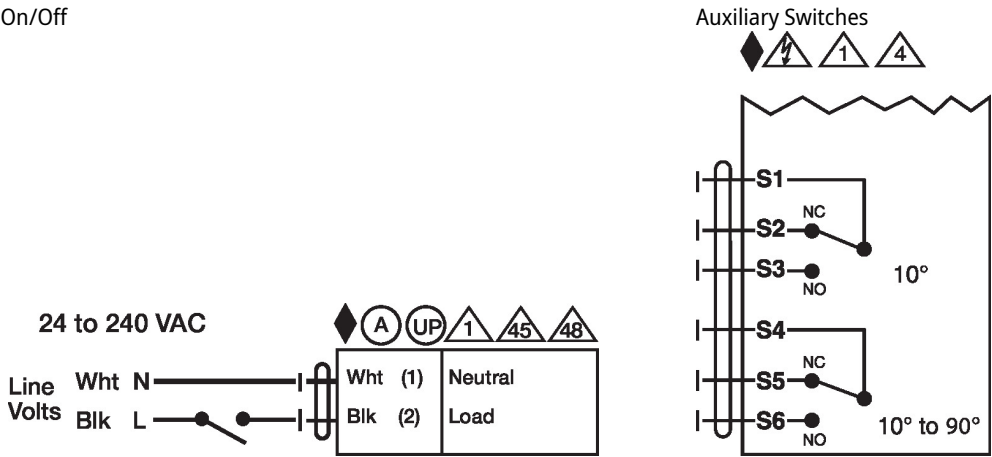 On/Off
24 to 240 VAC
A UP 1 45 48
Line Volts
Wht N
Blk L
Wht (1) Neutral
Blk (2) Load
Auxiliary Switches
1 4
S1
NC
S2
S3
NO
10°
S4
NC
S5
S6
NO
10° to 90°